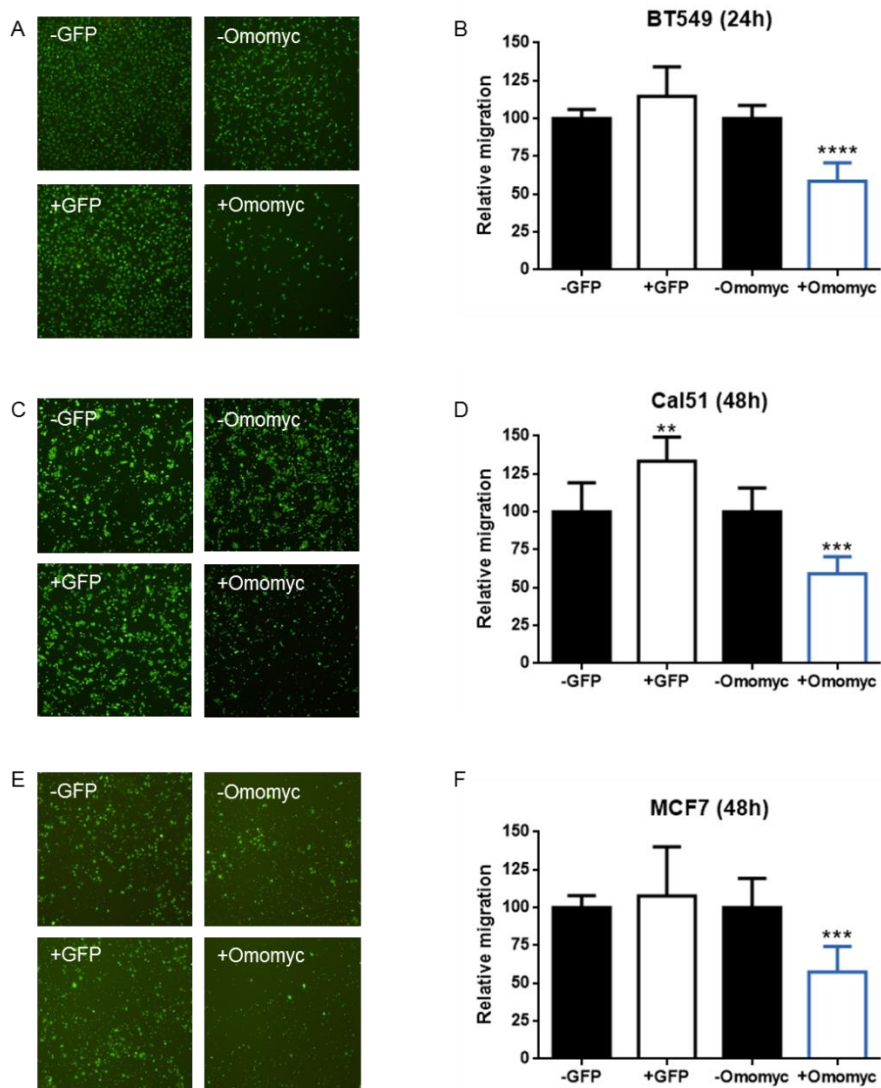 A
-GFP
-Omomyc
+GFP
+Omomyc
B
BT549 (24h)
Relative migration
150
125
100
75
50
25
0
****
-GFP
+GFP
-Omomyc
+Omomyc
C
-GFP
-Omomyc
+GFP
+Omomyc
D
Cal51 (48h)
Relative migration
150
125
100
75
50
25
0
**
***
-GFP
+GFP
-Omomyc
+Omomyc
E
-GFP
-Omomyc
+GFP
+Omomyc
F
MCF7 (48h)
Relative migration
150
125
100
75
50
25
0
***
-GFP
+GFP
-Omomyc
+Omomyc